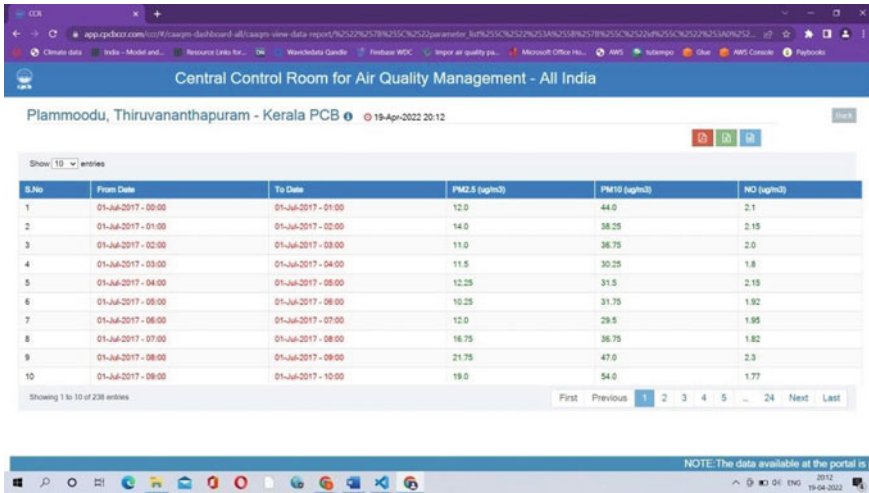 CCR
app.cpcbccr.com/ccr/#/caaqm-dashboard-all/caaqm-view-data-report/
Climate data
India - Model and...
Resource Links for...
Wavicledata Qandle
Firebase WDC
Impor air quality pa...
Microsoft Office Ho...
AWS
tutiempo
Glue
AWS Console
Paybooks
Central Control Room for Air Quality Management - All India
Plammoodu, Thiruvananthapuram - Kerala PCB 19-Apr-2022 20:12
Back
Show 10 entries
S.No From Date To Date PM2.5 (ug/m3) PM10 (ug/m3) NO (ug/m3)
1 01-Jul-2017 - 00:00 01-Jul-2017 - 01:00 12.0 44.0 2.1
2 01-Jul-2017 - 01:00 01-Jul-2017 - 02:00 14.0 38.25 2.15
3 01-Jul-2017 - 02:00 01-Jul-2017 - 03:00 11.0 36.75 2.0
4 01-Jul-2017 - 03:00 01-Jul-2017 - 04:00 11.5 30.25 1.8
5 01-Jul-2017 - 04:00 01-Jul-2017 - 05:00 12.25 31.5 2.15
6 01-Jul-2017 - 05:00 01-Jul-2017 - 06:00 10.25 31.75 1.92
7 01-Jul-2017 - 06:00 01-Jul-2017 - 07:00 12.0 29.5 1.95
8 01-Jul-2017 - 07:00 01-Jul-2017 - 08:00 16.75 36.75 1.82
9 01-Jul-2017 - 08:00 01-Jul-2017 - 09:00 21.75 47.0 2.3
10 01-Jul-2017 - 09:00 01-Jul-2017 - 10:00 19.0 54.0 1.77
Showing 1 to 10 of 238 entries
First Previous 1 2 3 4 5 ... 24 Next Last
NOTE:The data available at the portal is
ENG
20:12
19-04-2022